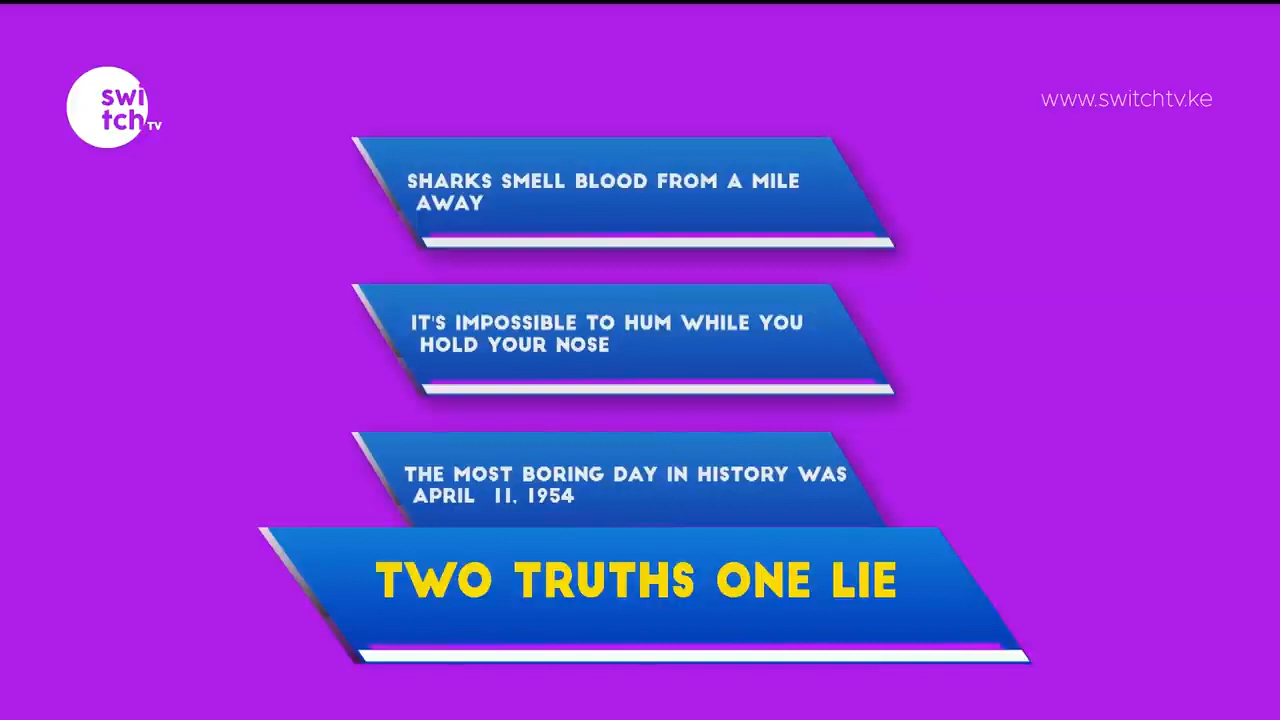 swi
tch TV
www.switchtv.ke
SHARKS SMELL BLOOD FROM A MILE
AWAY
IT'S IMPOSSIBLE TO HUM WHILE YOU
HOLD YOUR NOSE
THE MOST BORING DAY IN HISTORY WAS
APRIL 11, 1954
TWO TRUTHS ONE LIE